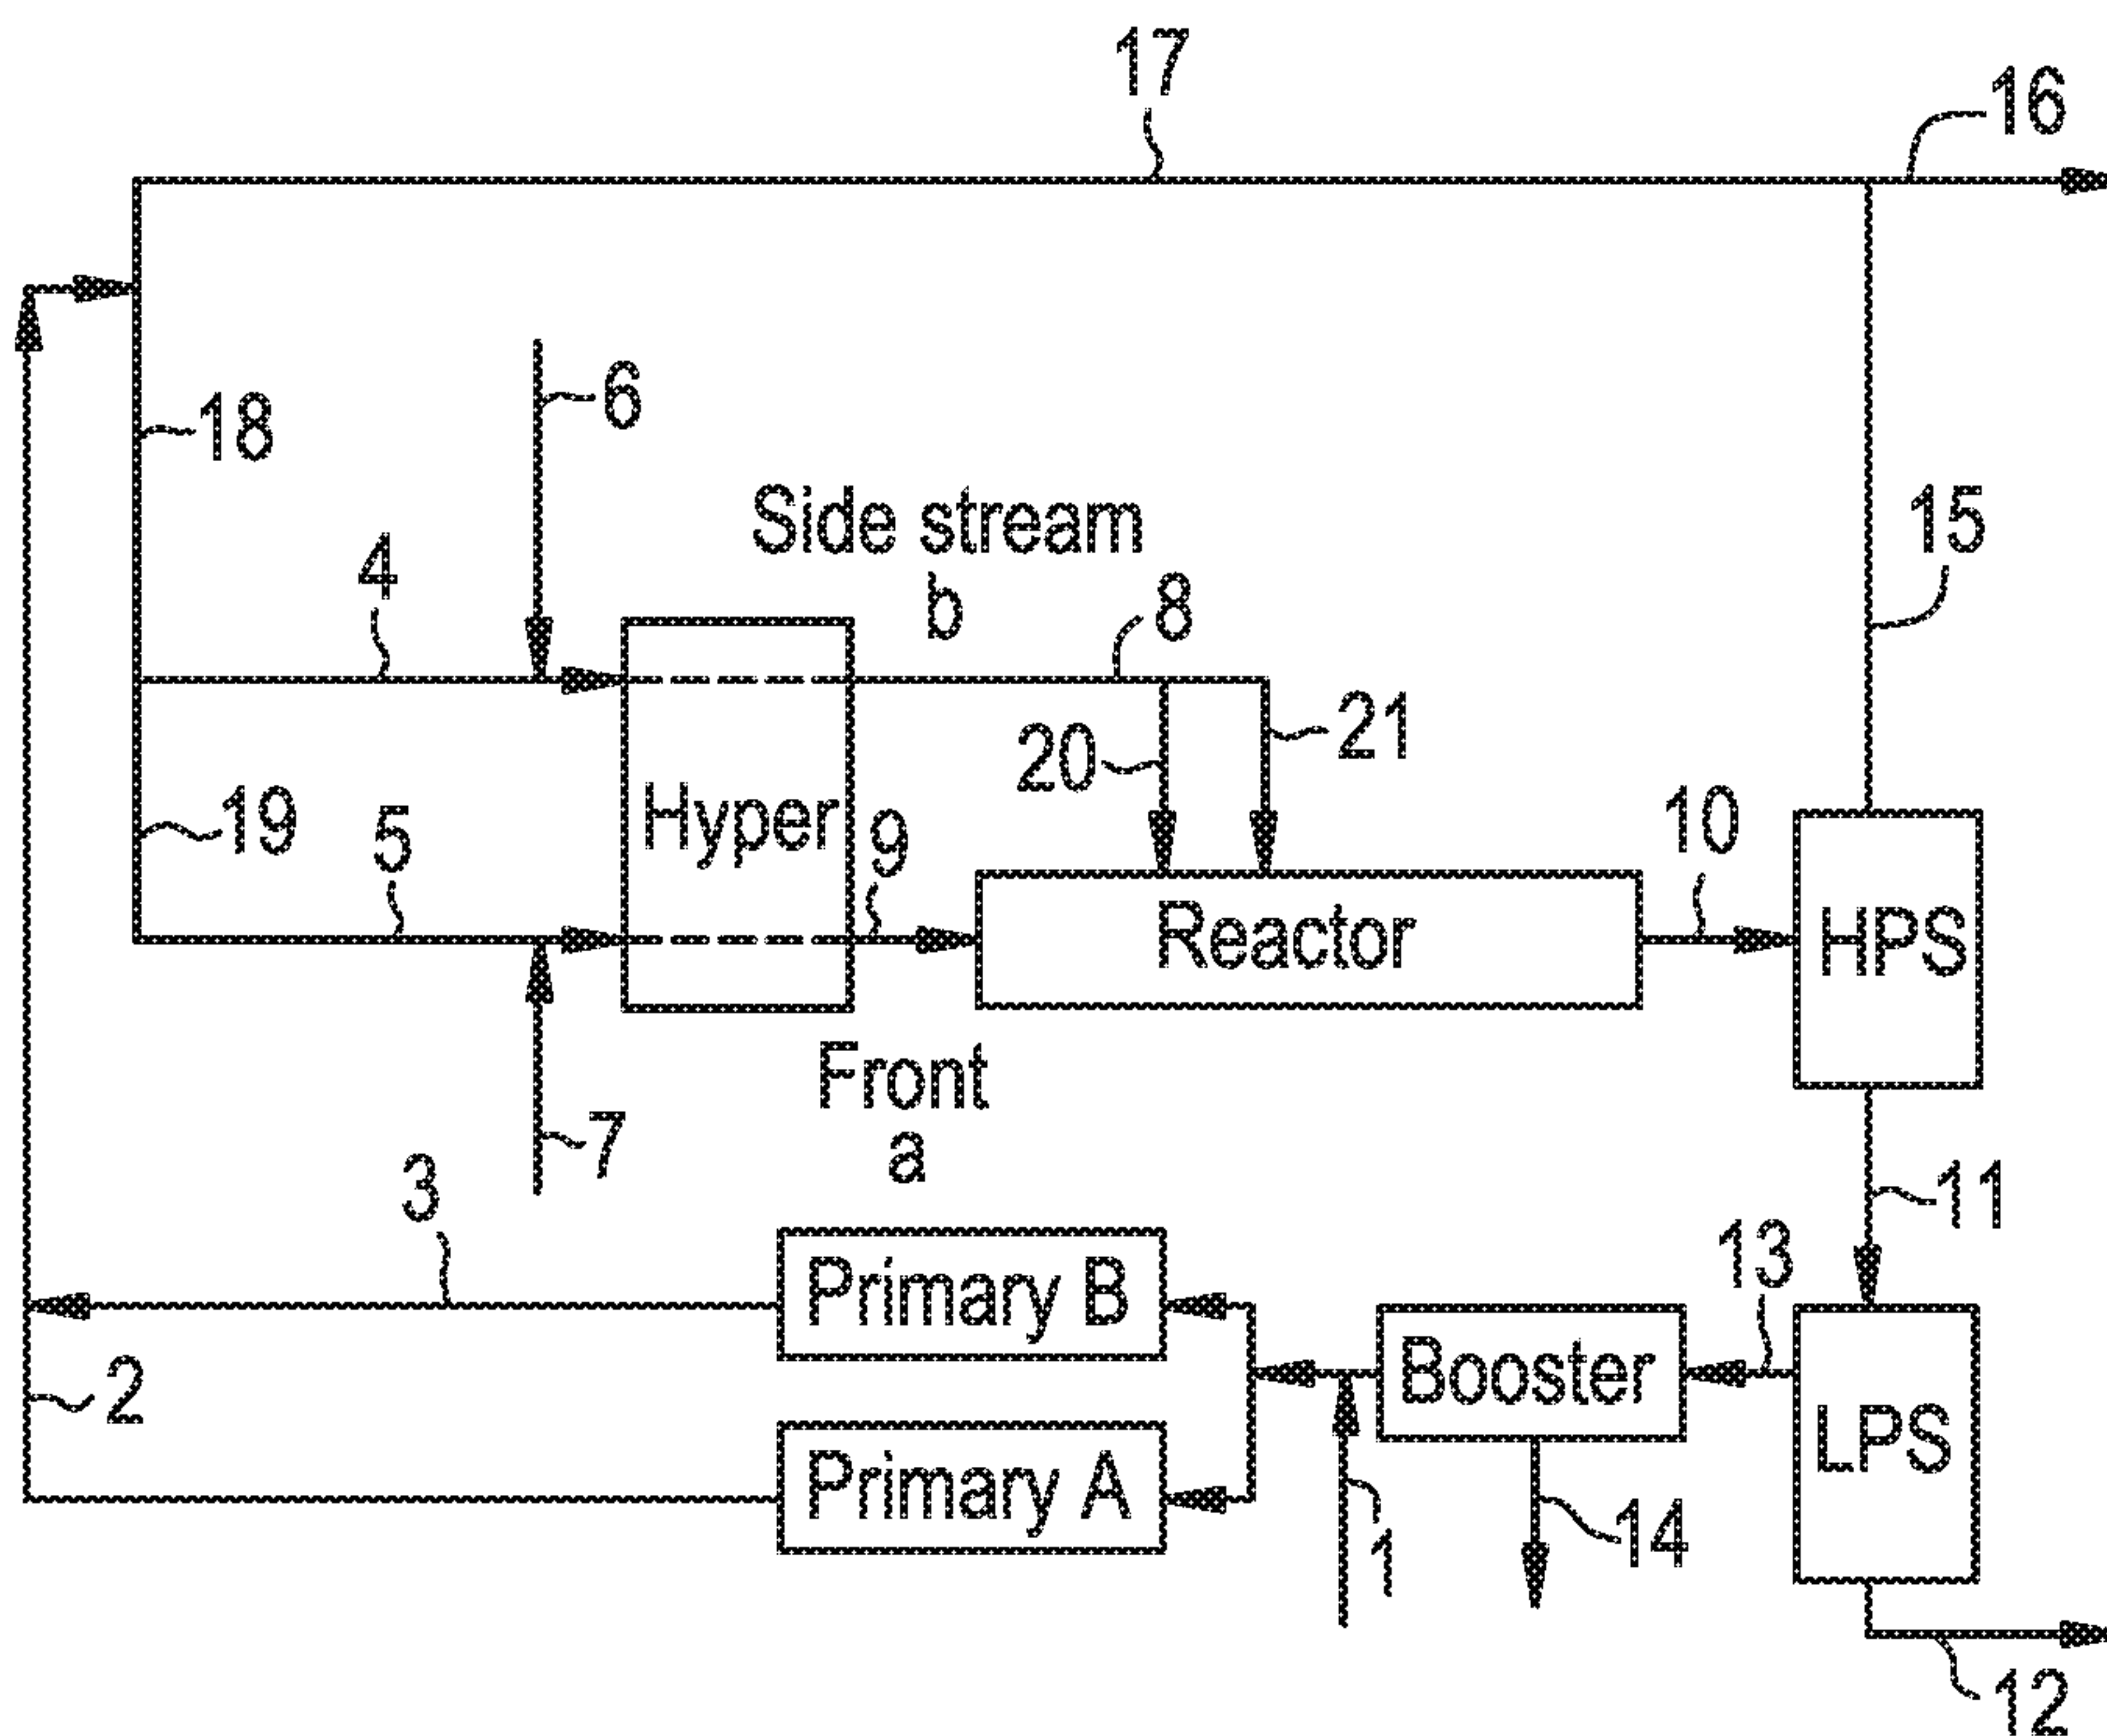 17
16
18
6
Side stream
b
4
8
15
20
21
19
5
Hyper
9
10
Reactor
HPS
Front
a
7
3
11
13
Primary B
Booster
2
LPS
Primary A
1
14
12